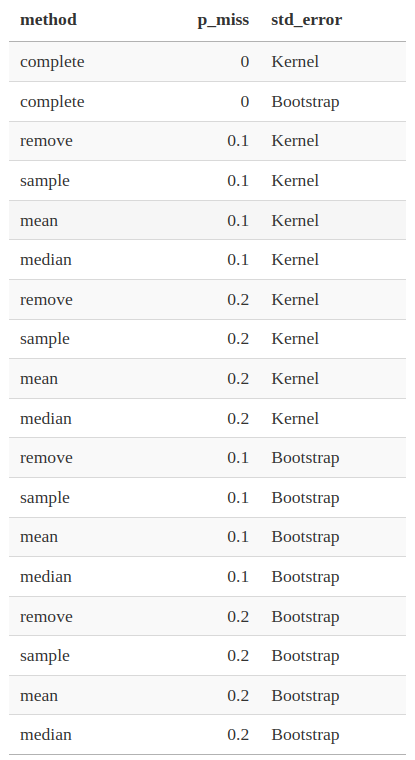 method p_miss std_error
complete 0 Kernel
complete 0 Bootstrap
remove 0.1 Kernel
sample 0.1 Kernel
mean 0.1 Kernel
median 0.1 Kernel
remove 0.2 Kernel
sample 0.2 Kernel
mean 0.2 Kernel
median 0.2 Kernel
remove 0.1 Bootstrap
sample 0.1 Bootstrap
mean 0.1 Bootstrap
median 0.1 Bootstrap
remove 0.2 Bootstrap
sample 0.2 Bootstrap
mean 0.2 Bootstrap
median 0.2 Bootstrap